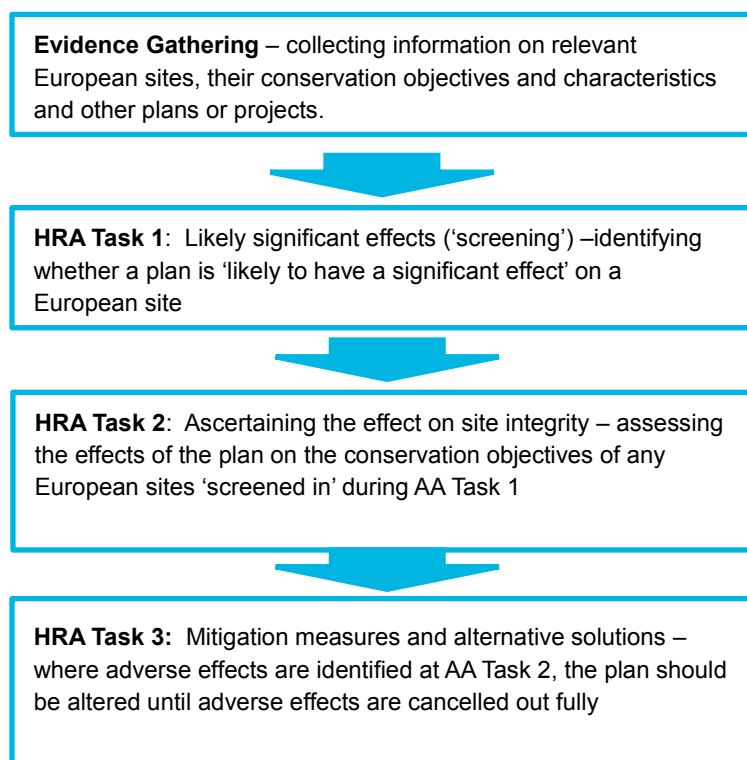 Evidence Gathering – collecting information on relevant
European sites, their conservation objectives and characteristics
and other plans or projects.
HRA Task 1:  Likely significant effects (‘screening’) –identifying
whether a plan is ‘likely to have a significant effect’ on a
European site
HRA Task 2:  Ascertaining the effect on site integrity – assessing
the effects of the plan on the conservation objectives of any
European sites ‘screened in’ during AA Task 1
HRA Task 3:  Mitigation measures and alternative solutions –
where adverse effects are identified at AA Task 2, the plan should
be altered until adverse effects are cancelled out fully